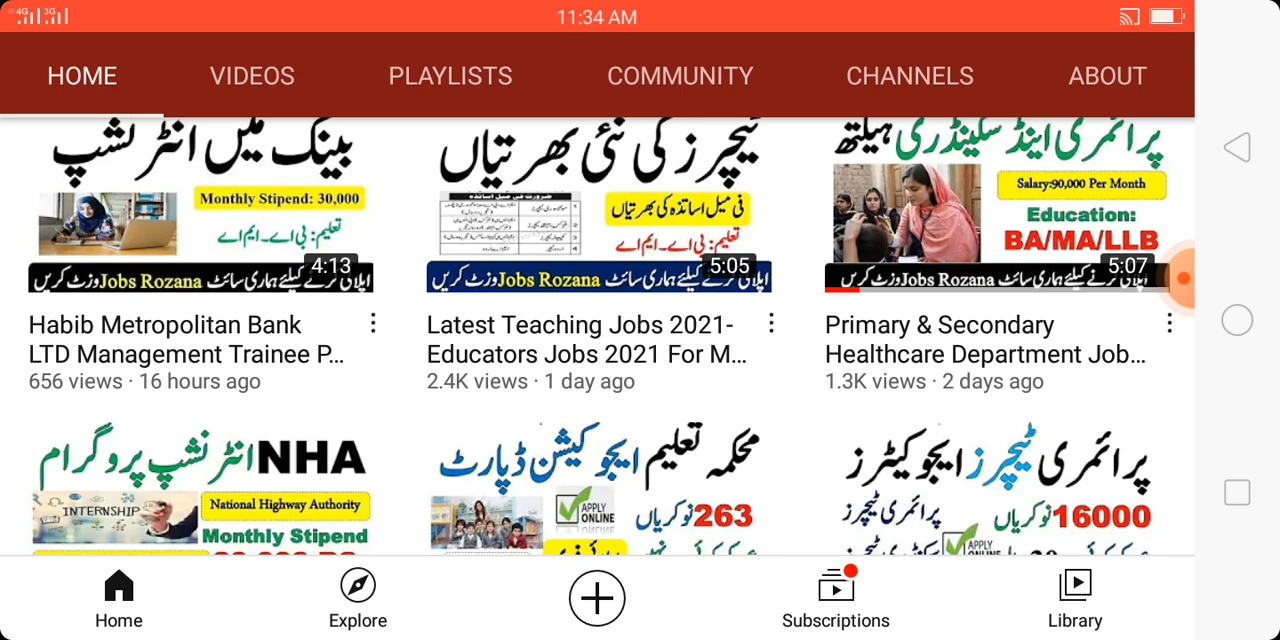 4G 3G
11:34 AM
HOME VIDEOS PLAYLISTS COMMUNITY CHANNELS ABOUT
بینک میں انٹرنشپ
Monthly Stipend: 30,000
تعلیم: بی اے۔ایم اے
اپلائی کرنے کیلئے ہماری سائٹ Jobs Rozana وزٹ کریں
4:13
Habib Metropolitan Bank
LTD Management Trainee P...
656 views · 16 hours ago
ٹیچرز کی نئی بھرتیاں
فی میل اساتذہ کی بھرتیاں
تعلیم: بی اے۔ایم اے
اپلائی کرنے کیلئے ہماری سائٹ Jobs Rozana وزٹ کریں
5:05
Latest Teaching Jobs 2021-
Educators Jobs 2021 For M...
2.4K views · 1 day ago
پرائمری اینڈ سکینڈری ہیلتھ
Salary:90,000 Per Month
Education:
BA/MA/LLB
اپلائی کرنے کیلئے ہماری سائٹ Jobs Rozana وزٹ کریں
5:07
Primary & Secondary
Healthcare Department Job...
1.3K views · 2 days ago
NHA انٹرنشپ پروگرام
INTERNSHIP
National Highway Authority
Monthly Stipend
محکمہ تعلیم ایجوکیشن ڈپارٹ
APPLY
ONLINE
263 نوکریاں
پرائمری ٹیچرز ایجوکیٹرز
16000 نوکریاں
پرائمری ٹیچرز
APPLY
Home Explore Subscriptions Library